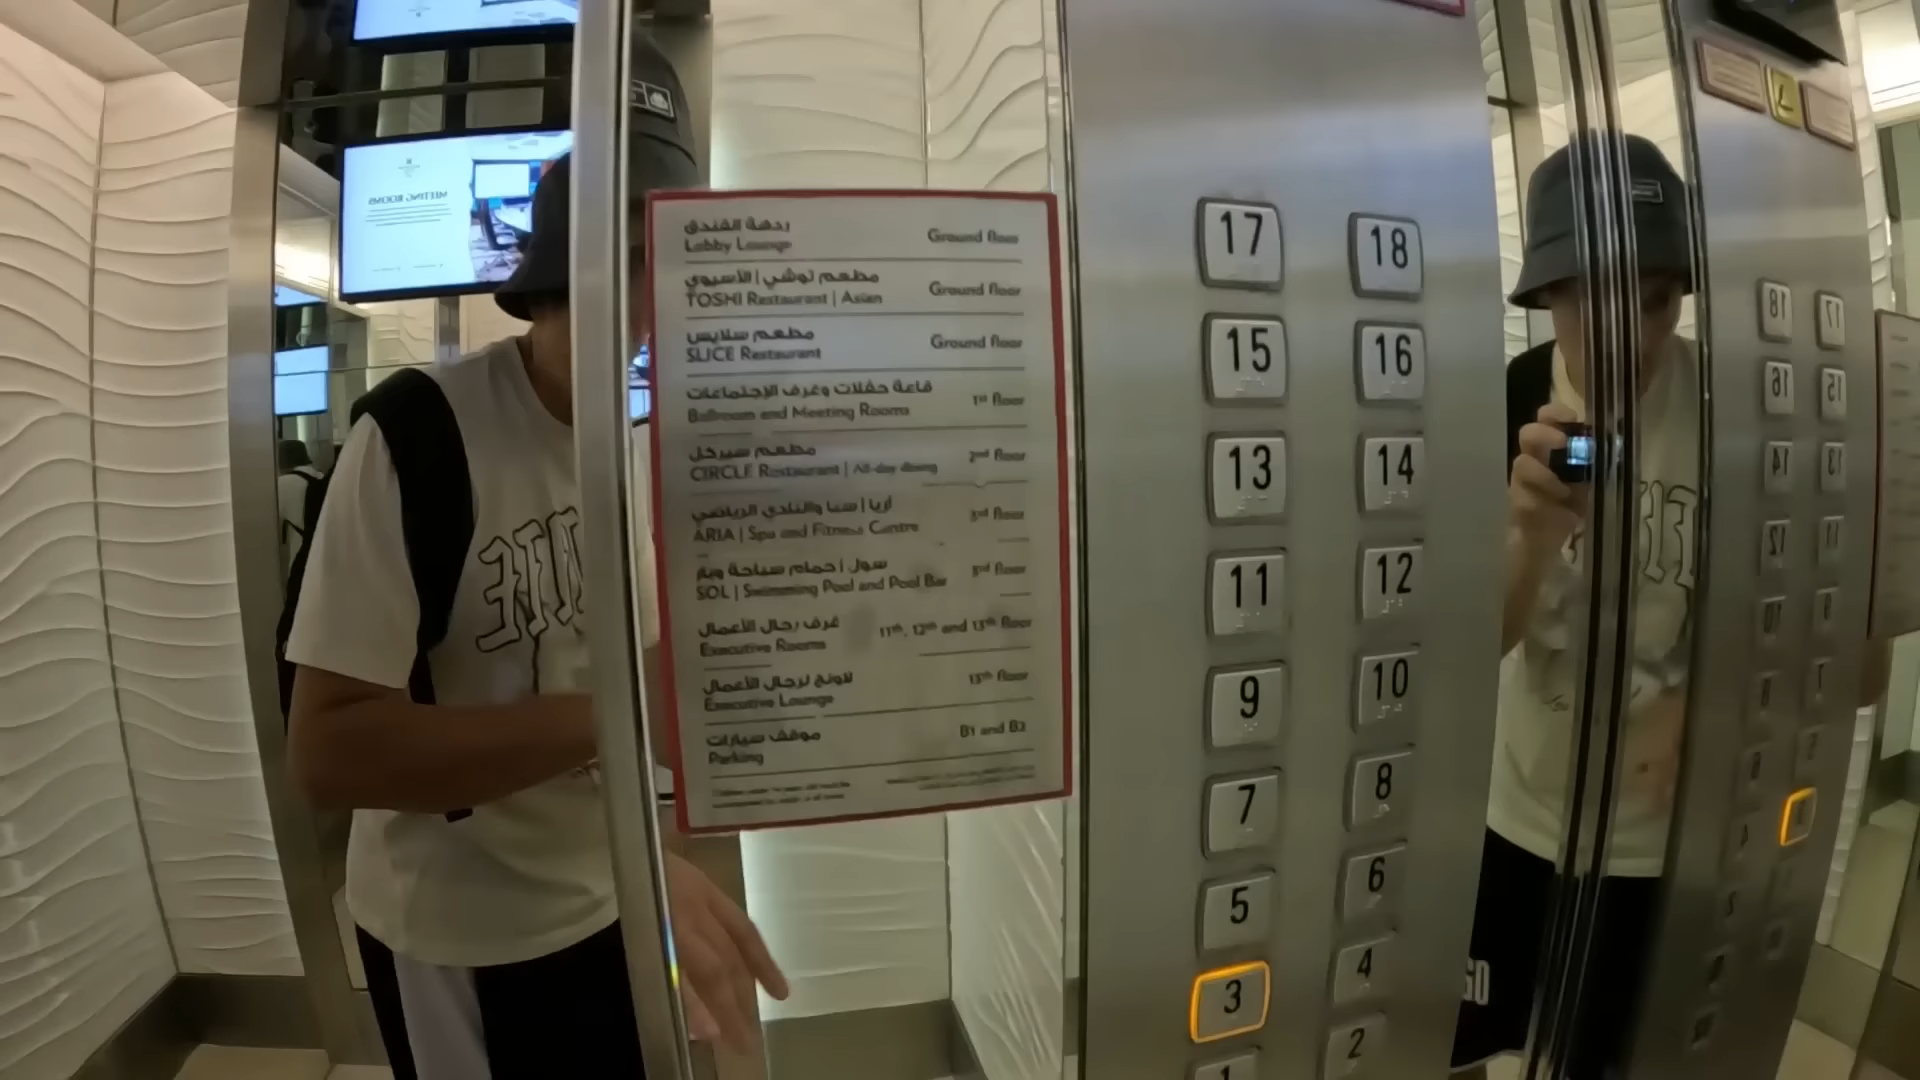 MEETING ROOMS
ردهة الفندق
Lobby Lounge
Ground floor
مطعم توشي | الآسيوي
TOSHI Restaurant | Asian
Ground floor
مطعم سلايس
SLICE Restaurant
Ground floor
قاعة حفلات وغرف الإجتماعات
Ballroom and Meeting Rooms
1st floor
مطعم سيركل
CIRCLE Restaurant | All-day dining
2nd floor
آريا | سبا والنادي الرياضي
ARIA | Spa and Fitness Centre
3rd floor
سول | حمام سباحة وبار
SOL | Swimming Pool and Pool Bar
3rd floor
غرف رجال الأعمال
Executive Rooms
11th, 12th and 13th floor
لاونج لرجال الأعمال
Executive Lounge
13th floor
موقف سيارات
Parking
B1 and B2
17 18
15 16
13 14
11 12
9 10
7 8
5 6
3 4
1 2